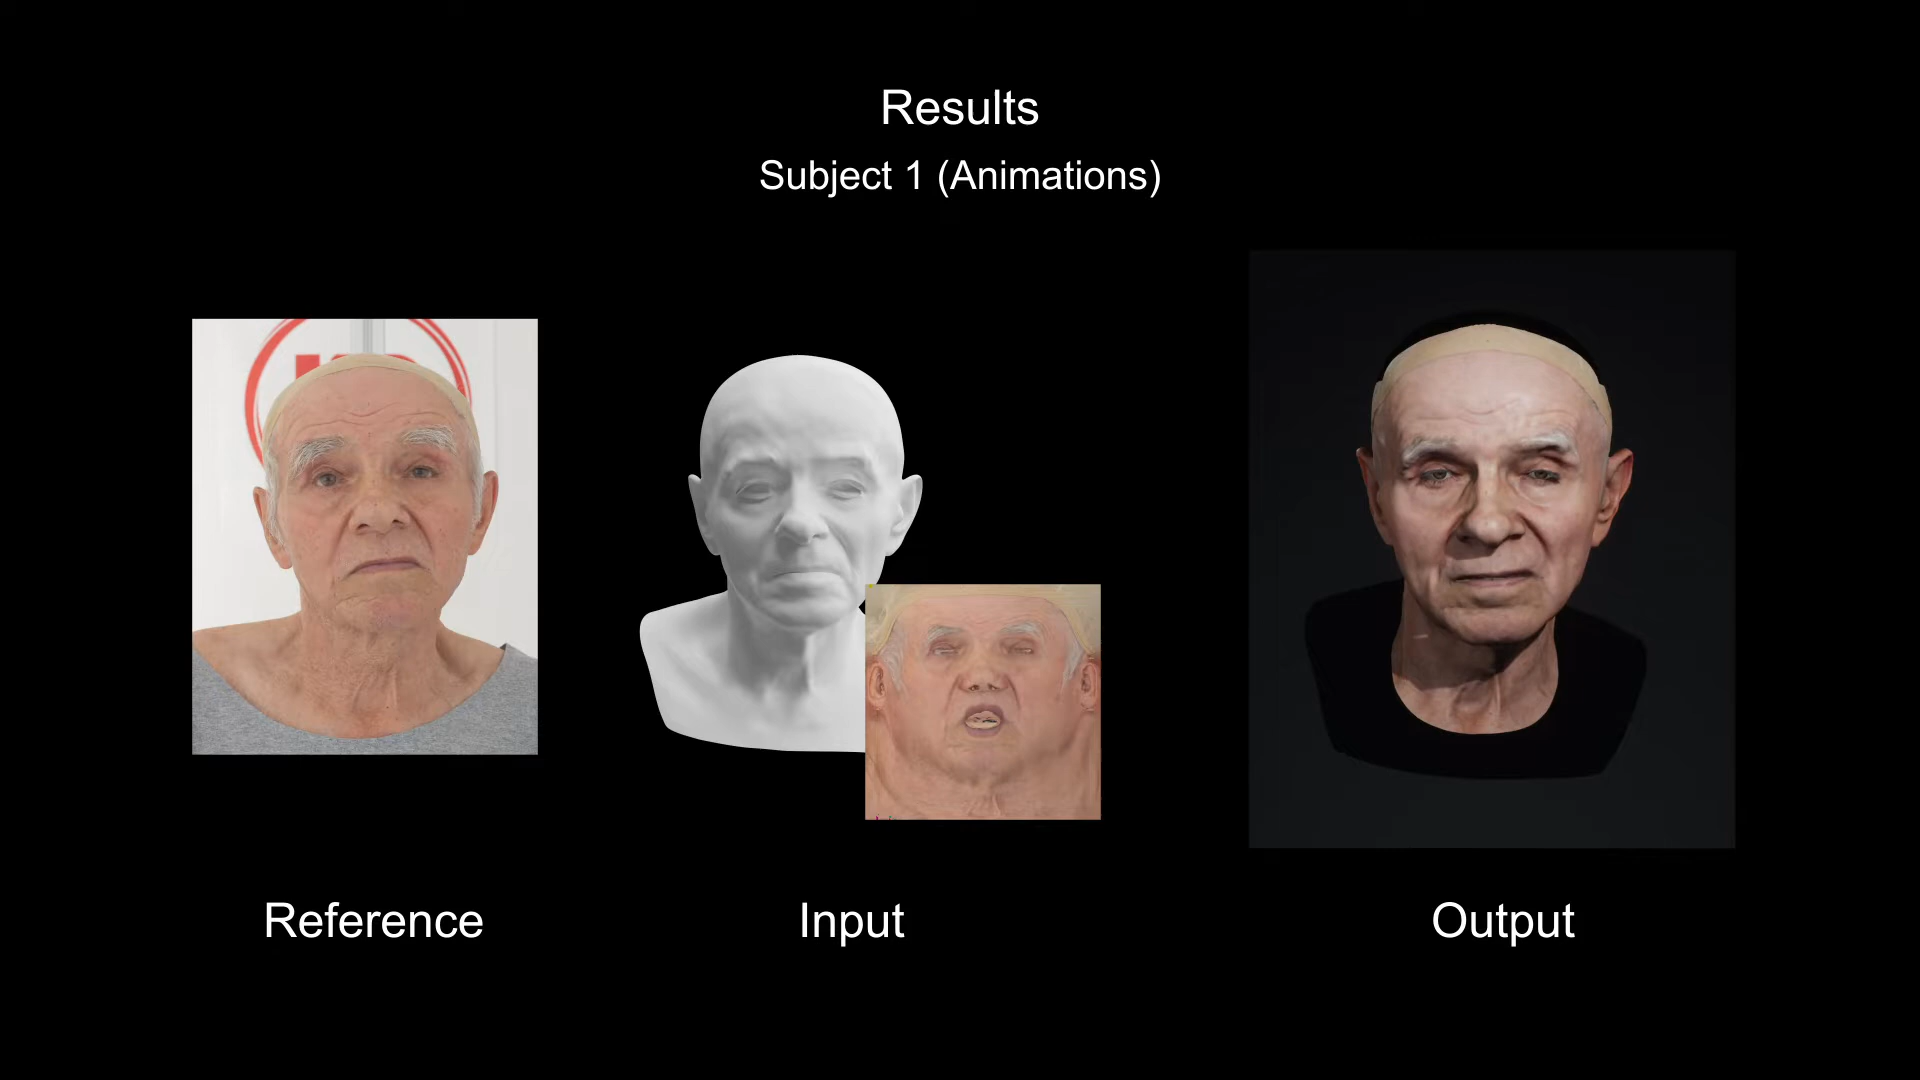 Results
Subject 1 (Animations)
Reference
Input
Output